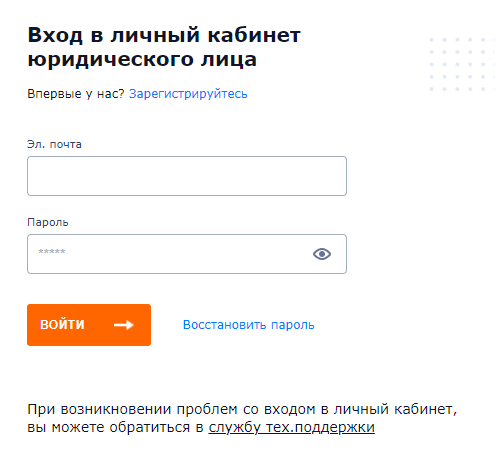 Вход в личный кабинет
юридического лица
Впервые у нас? Зарегистрируйтесь
Эл. почта
Пароль
*****
ВОЙТИ
Восстановить пароль
При возникновении проблем со входом в личный кабинет,
вы можете обратиться в службу тех.поддержки